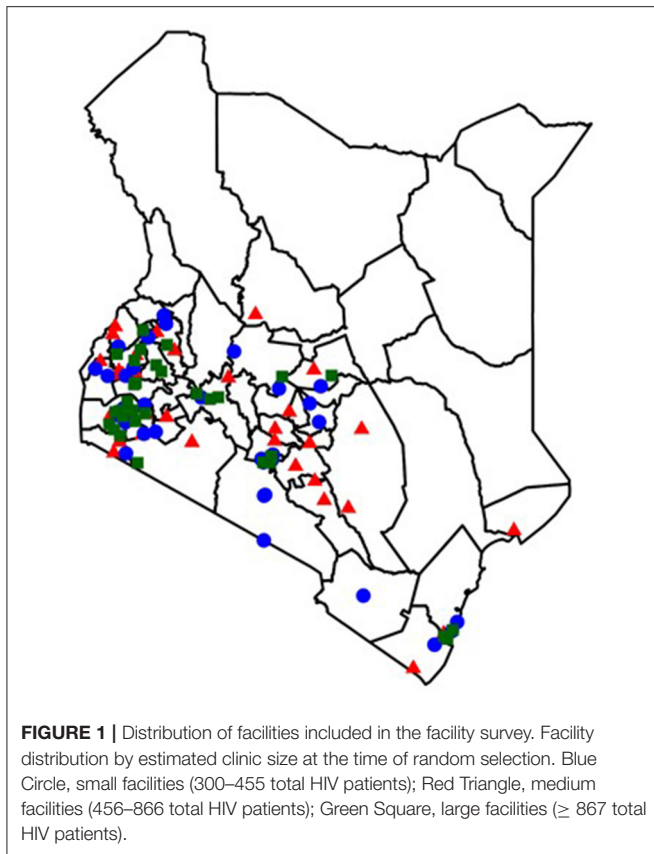 FIGURE 1 | Distribution of facilities included in the facility survey. Facility
distribution by estimated clinic size at the time of random selection. Blue
Circle, small facilities (300–455 total HIV patients); Red Triangle, medium
facilities (456–866 total HIV patients); Green Square, large facilities (≥ 867 total
HIV patients).